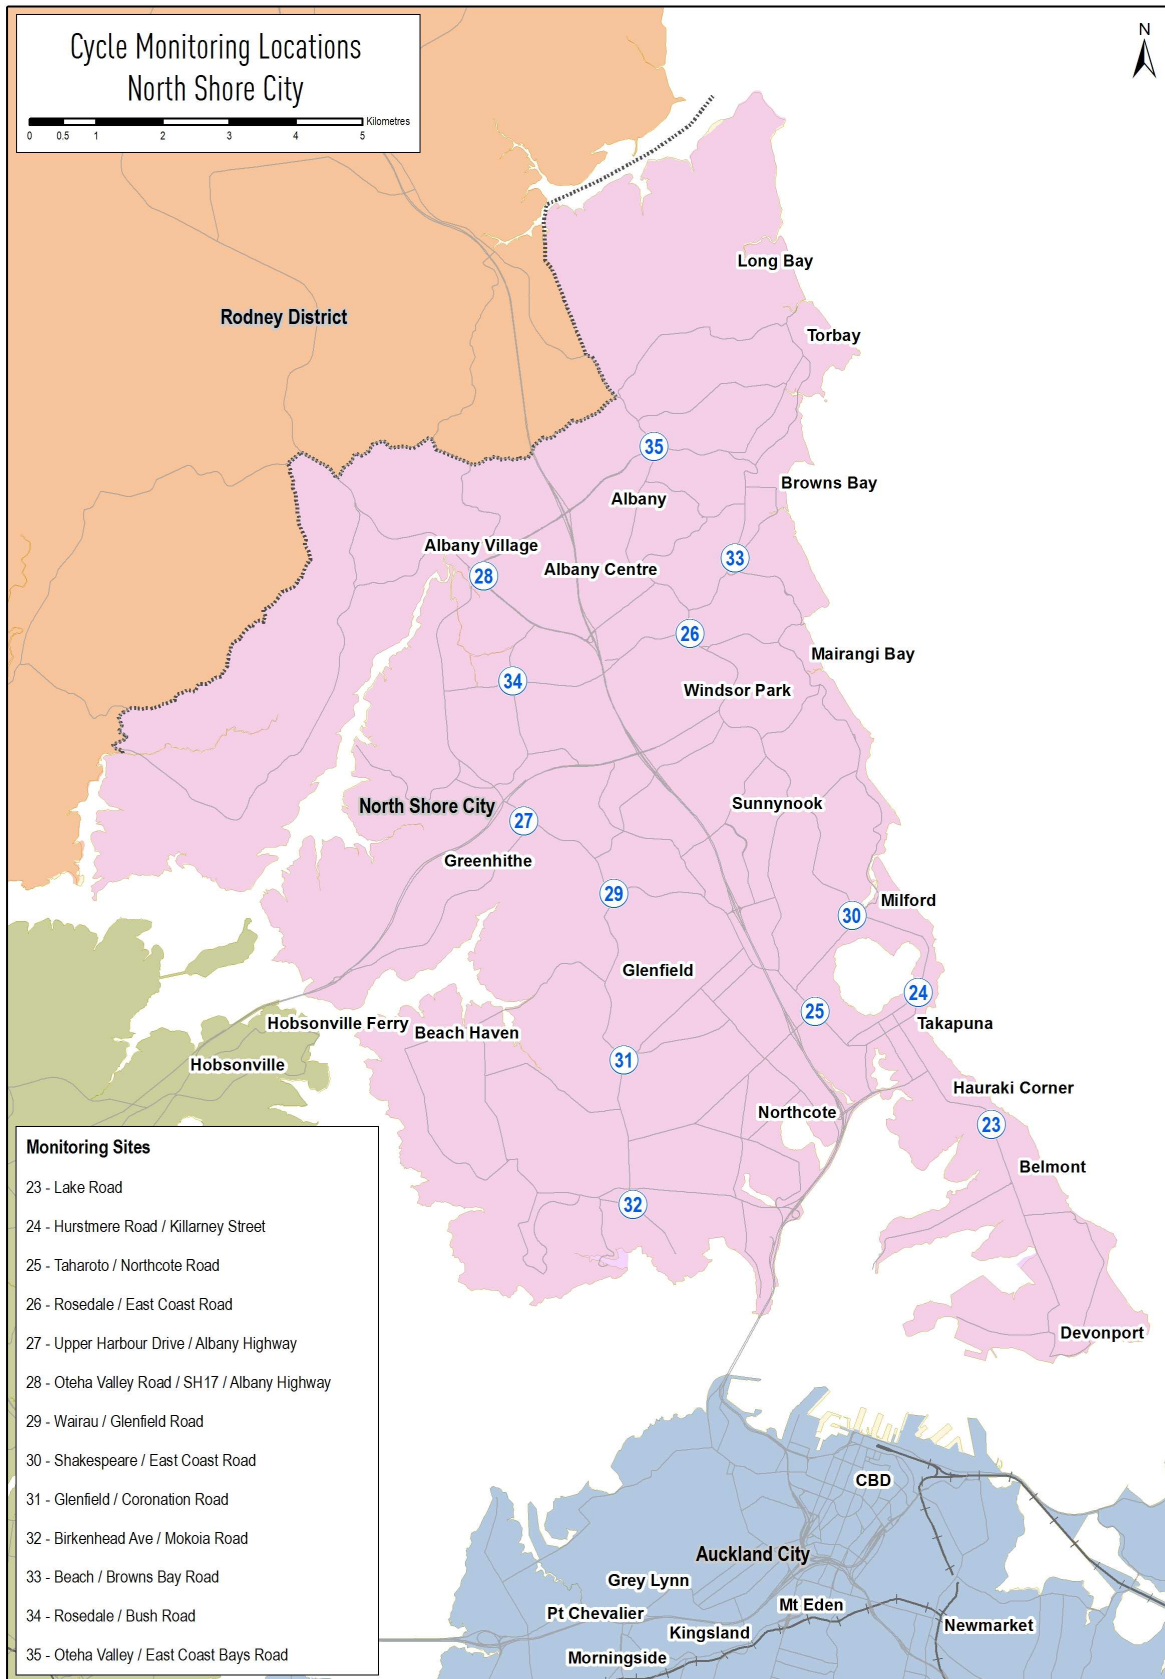 Cycle Monitoring Locations
North Shore City
Kilometres
0 0.5 1 2 3 4 5
N
Long Bay
Rodney District
Torbay
35
Browns Bay
Albany
Albany Village
33
Albany Centre
28
26
Mairangi Bay
34
Windsor Park
Sunnynook
North Shore City
27
Greenhithe
29
Milford
30
Glenfield
24
25
Hobsonville Ferry
Takapuna
Beach Haven
31
Hobsonville
Hauraki Corner
Northcote
23
Belmont
32
Devonport
Monitoring Sites
23 - Lake Road
24 - Hurstmere Road / Killarney Street
25 - Taharoto / Northcote Road
26 - Rosedale / East Coast Road
27 - Upper Harbour Drive / Albany Highway
28 - Oteha Valley Road / SH17 / Albany Highway
29 - Wairau / Glenfield Road
30 - Shakespeare / East Coast Road
31 - Glenfield / Coronation Road
32 - Birkenhead Ave / Mokoia Road
33 - Beach / Browns Bay Road
34 - Rosedale / Bush Road
35 - Oteha Valley / East Coast Bays Road
CBD
Auckland City
Grey Lynn
Mt Eden
Pt Chevalier
Newmarket
Kingsland
Morningside